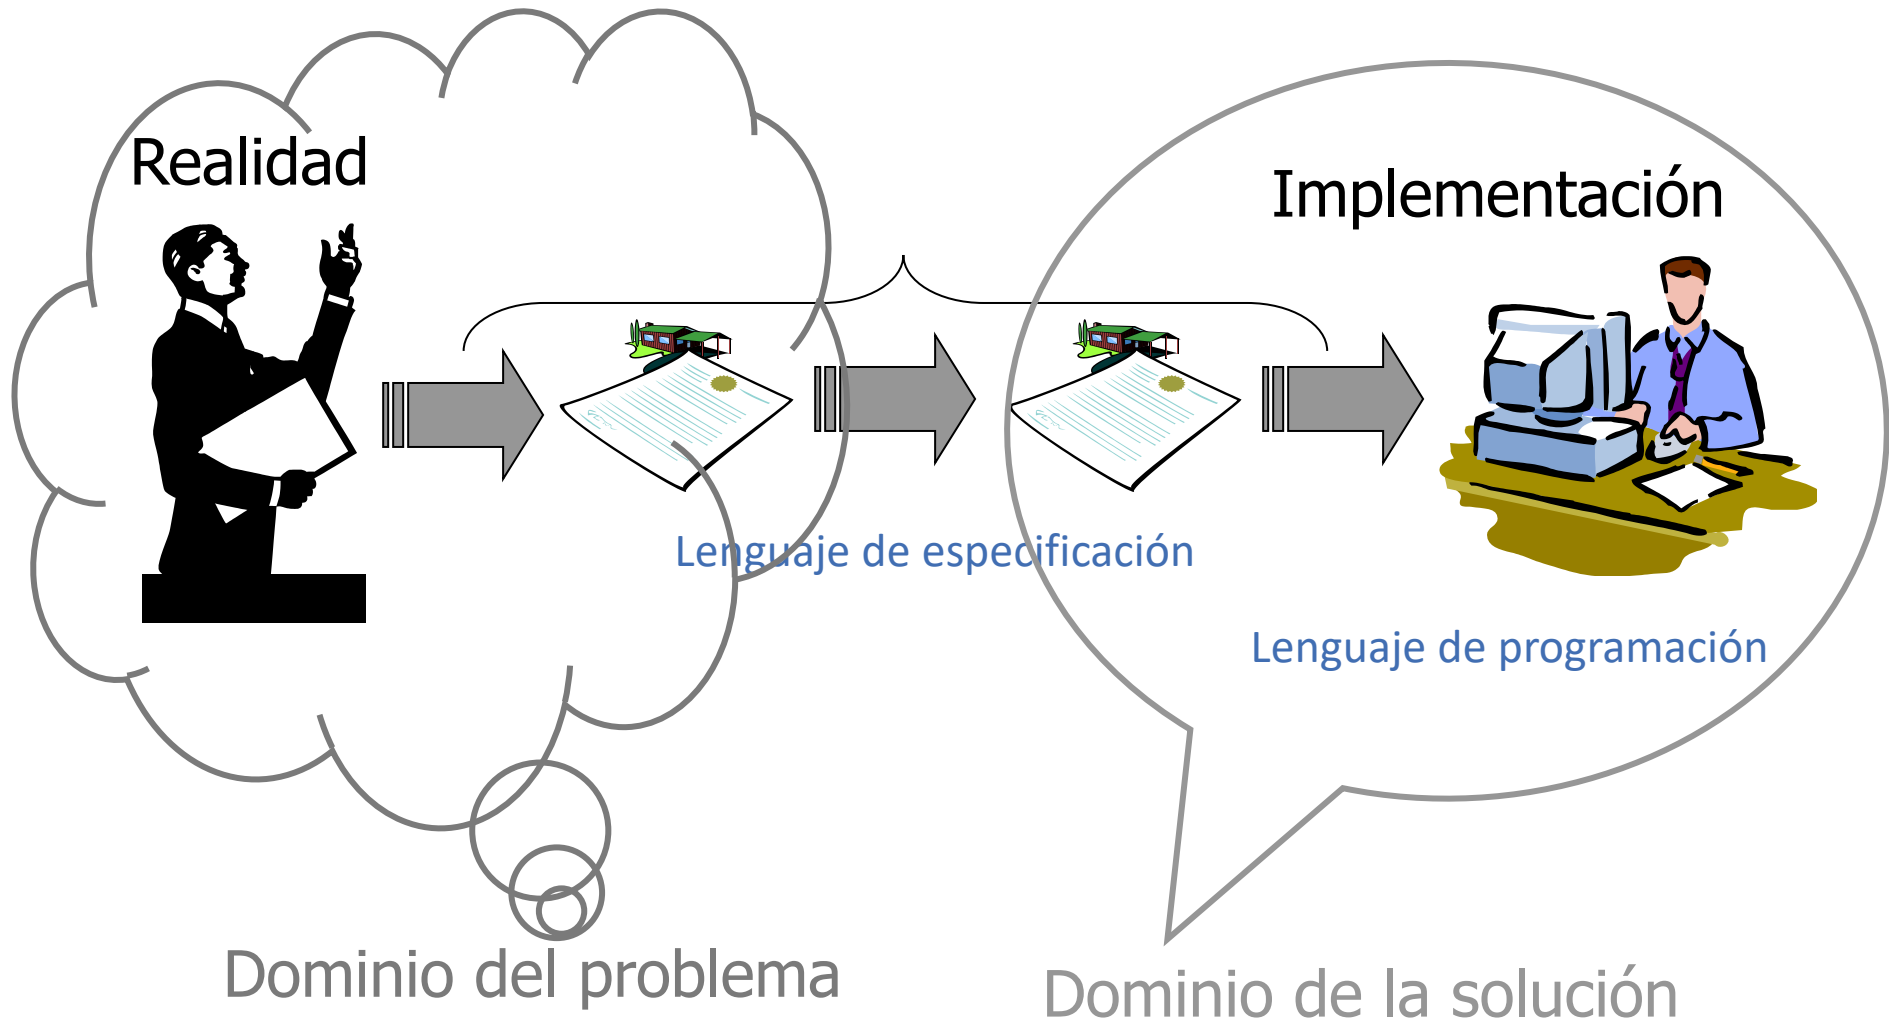 Realidad
Implementación
Lenguaje de especificación
Lenguaje de programación
Dominio del problema
Dominio de la solución